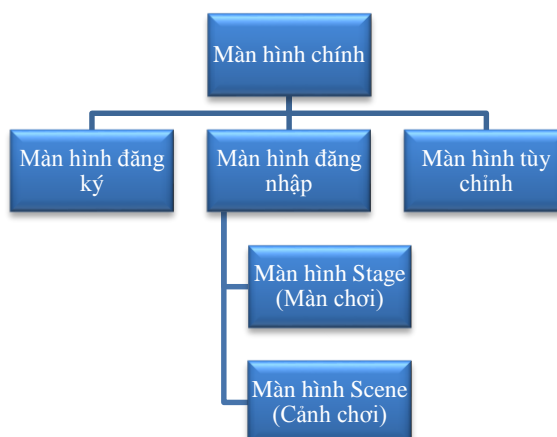 Màn hình chính
Màn hình đăng
ký
Màn hình đăng
nhập
Màn hình tùy
chỉnh
Màn hình Stage
(Màn chơi)
Màn hình Scene
(Cảnh chơi)